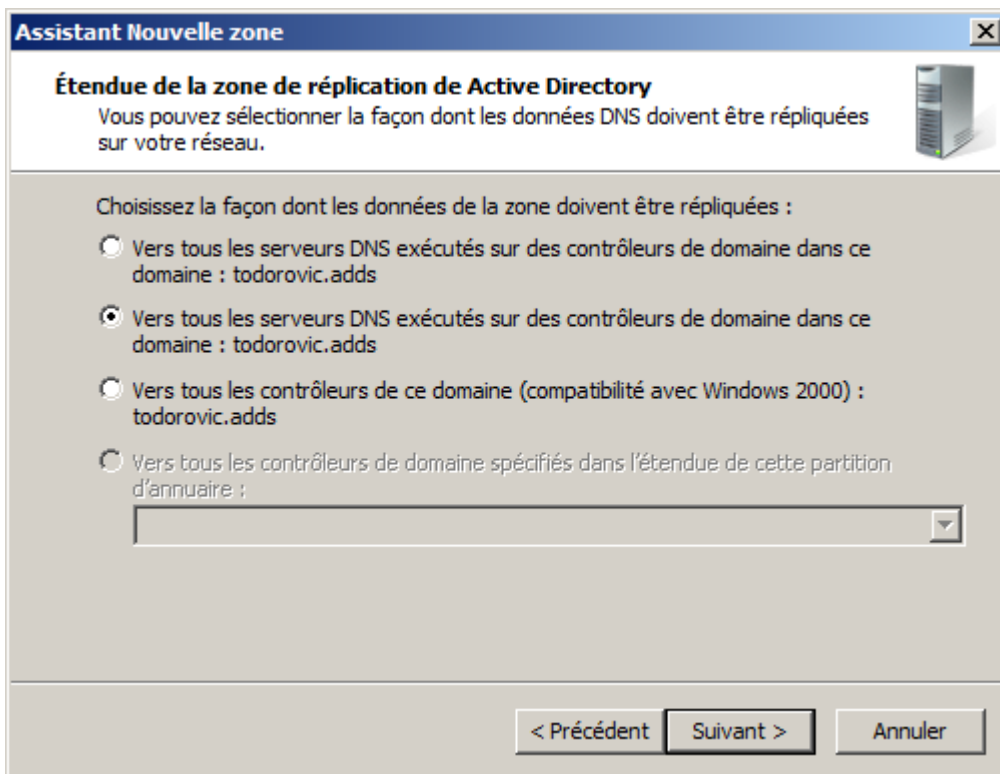 Assistant Nouvelle zone
Étendue de la zone de réplication de Active Directory
Vous pouvez sélectionner la façon dont les données DNS doivent être répliquées
sur votre réseau.
Choisissez la façon dont les données de la zone doivent être répliquées :
Vers tous les serveurs DNS exécutés sur des contrôleurs de domaine dans ce
domaine : todorovic.adds
Vers tous les serveurs DNS exécutés sur des contrôleurs de domaine dans ce
domaine : todorovic.adds
Vers tous les contrôleurs de ce domaine (compatibilité avec Windows 2000) :
todorovic.adds
Vers tous les contrôleurs de domaine spécifiés dans l'étendue de cette partition
d'annuaire :
< Précédent Suivant > Annuler